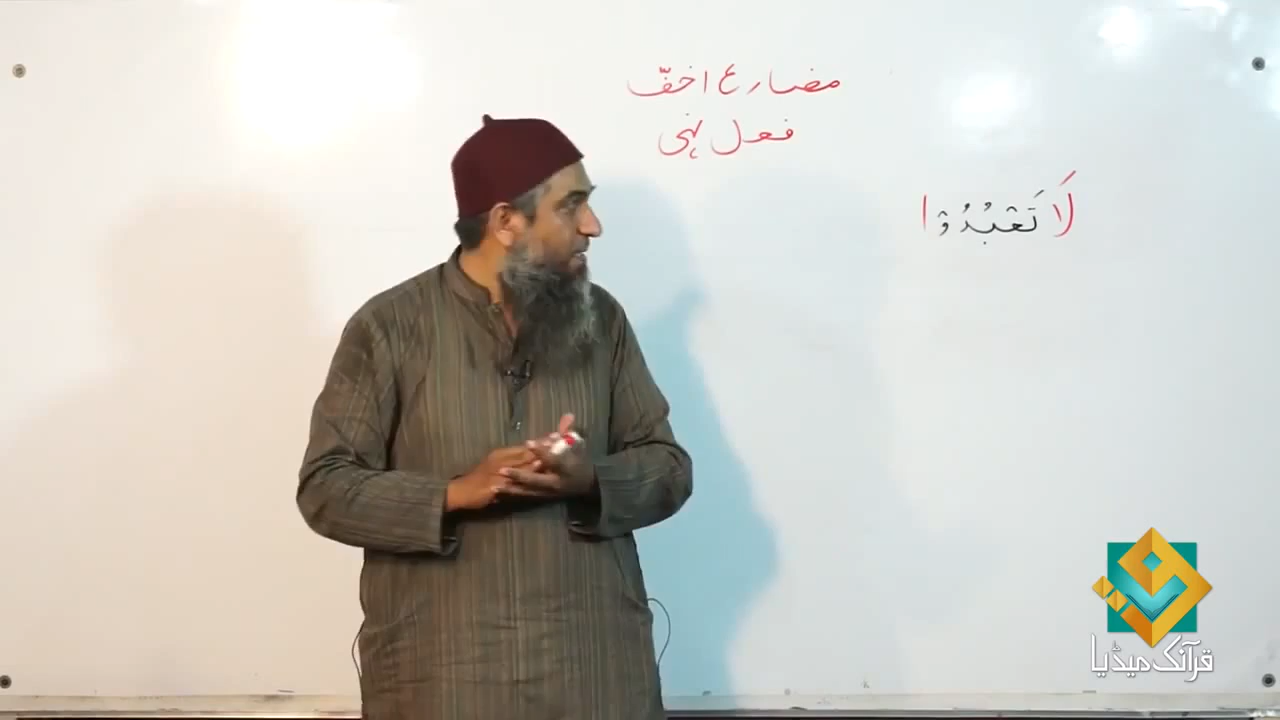 مضارع اخفّ
فعل نہی
لَا تَعْبُدُوْا
قرآنک میڈیا